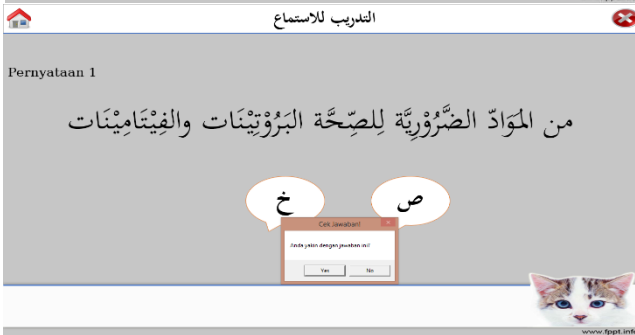 التدريب للاستماع
Pernyataan 1
من المَوَادّ الضَّرُوْرِيَّة لِلصِّحَّة البَرُوْتِيْنَات والفِيْتَامِيْنَات
خ
ص
Cek Jawaban!
Anda yakin dengan jawaban ini?
Yes
No
www.fppt.info